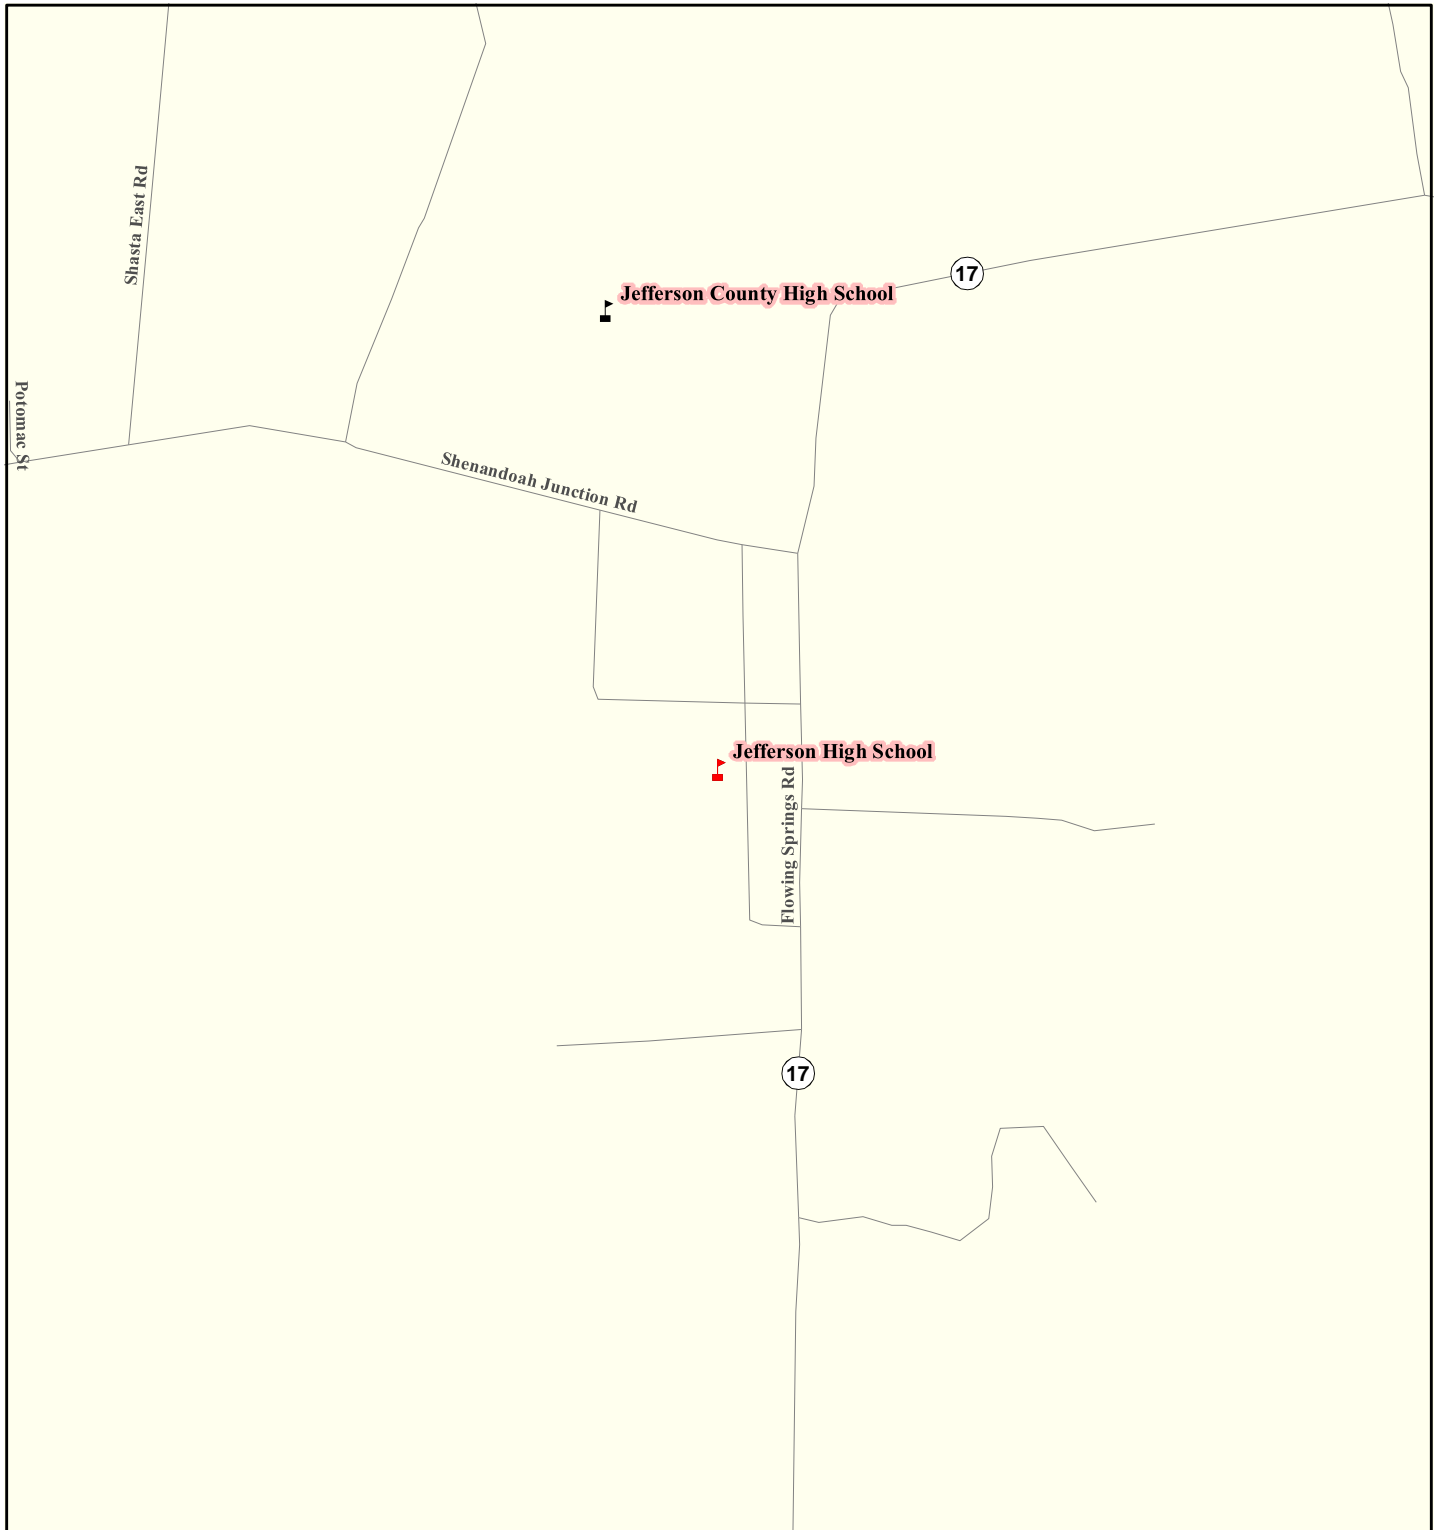 Shasta East Rd
17
Jefferson County High School
Potomac St
Shenandoah Junction Rd
Jefferson High School
Flowing Springs Rd
17